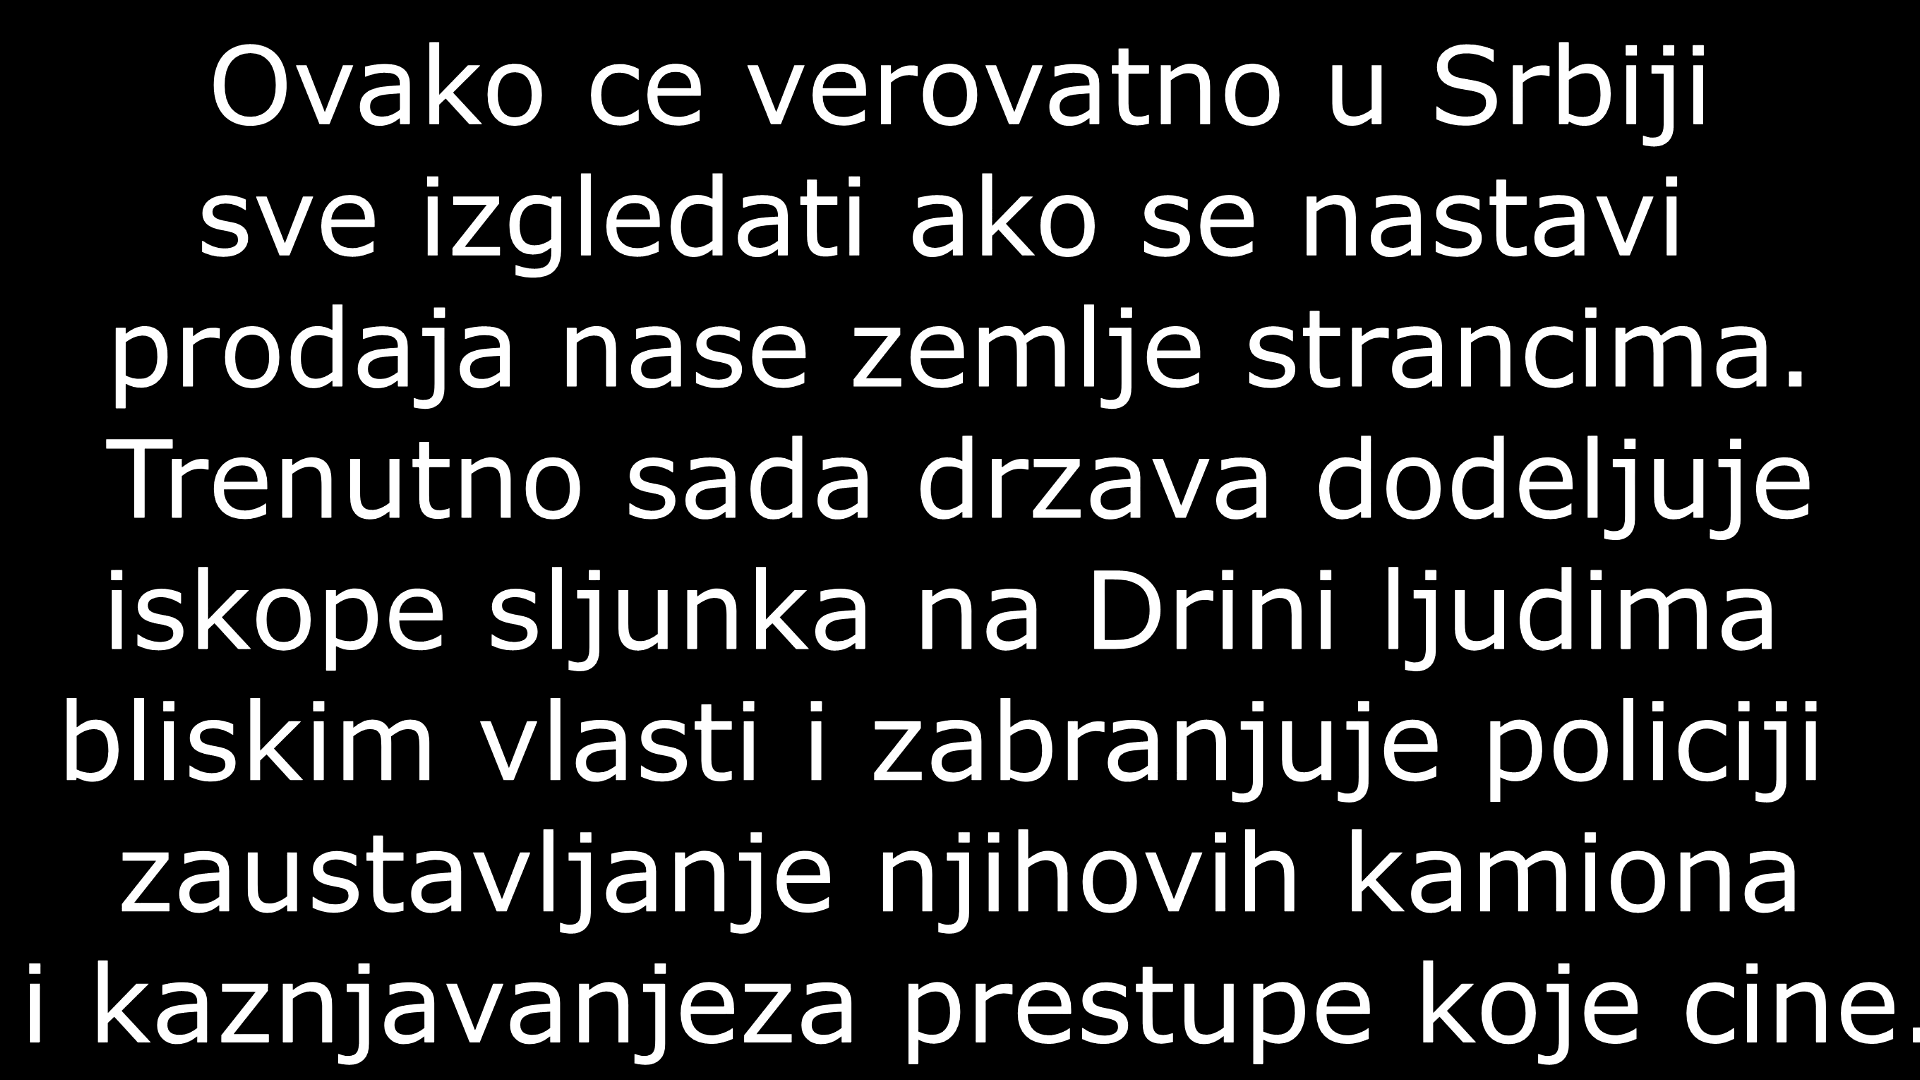 Ovako ce verovatno u Srbiji
sve izgledati ako se nastavi
prodaja nase zemlje strancima.
Trenutno sada drzava dodeljuje
iskope sljunka na Drini ljudima
bliskim vlasti i zabranjuje policiji
zaustavljanje njihovih kamiona
i kaznjavanjeza prestupe koje cine.